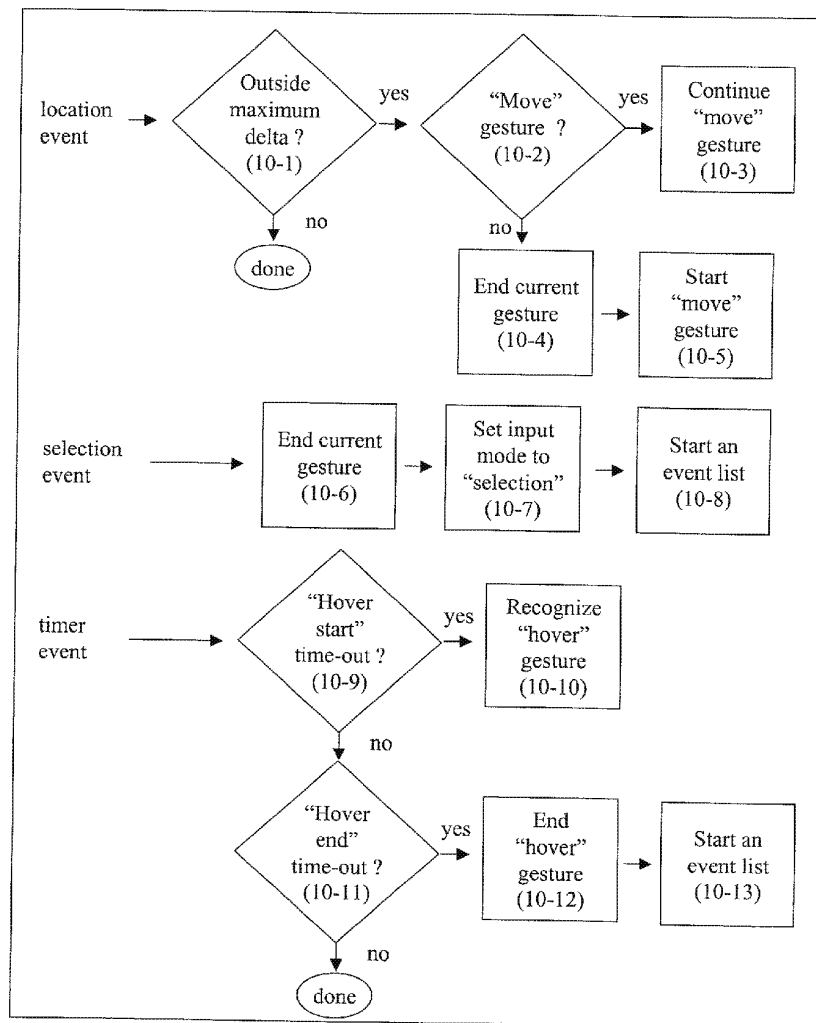 location
event
Outside
maximum
delta ?
(10-1)
yes
"Move"
gesture ?
(10-2)
yes
Continue
"move"
gesture
(10-3)
no
done
no
End current
gesture
(10-4)
Start
"move"
gesture
(10-5)
selection
event
End current
gesture
(10-6)
Set input
mode to
"selection"
(10-7)
Start an
event list
(10-8)
timer
event
"Hover
start"
time-out ?
(10-9)
yes
Recognize
"hover"
gesture
(10-10)
no
"Hover
end"
time-out ?
(10-11)
yes
End
"hover"
gesture
(10-12)
Start an
event list
(10-13)
no
done